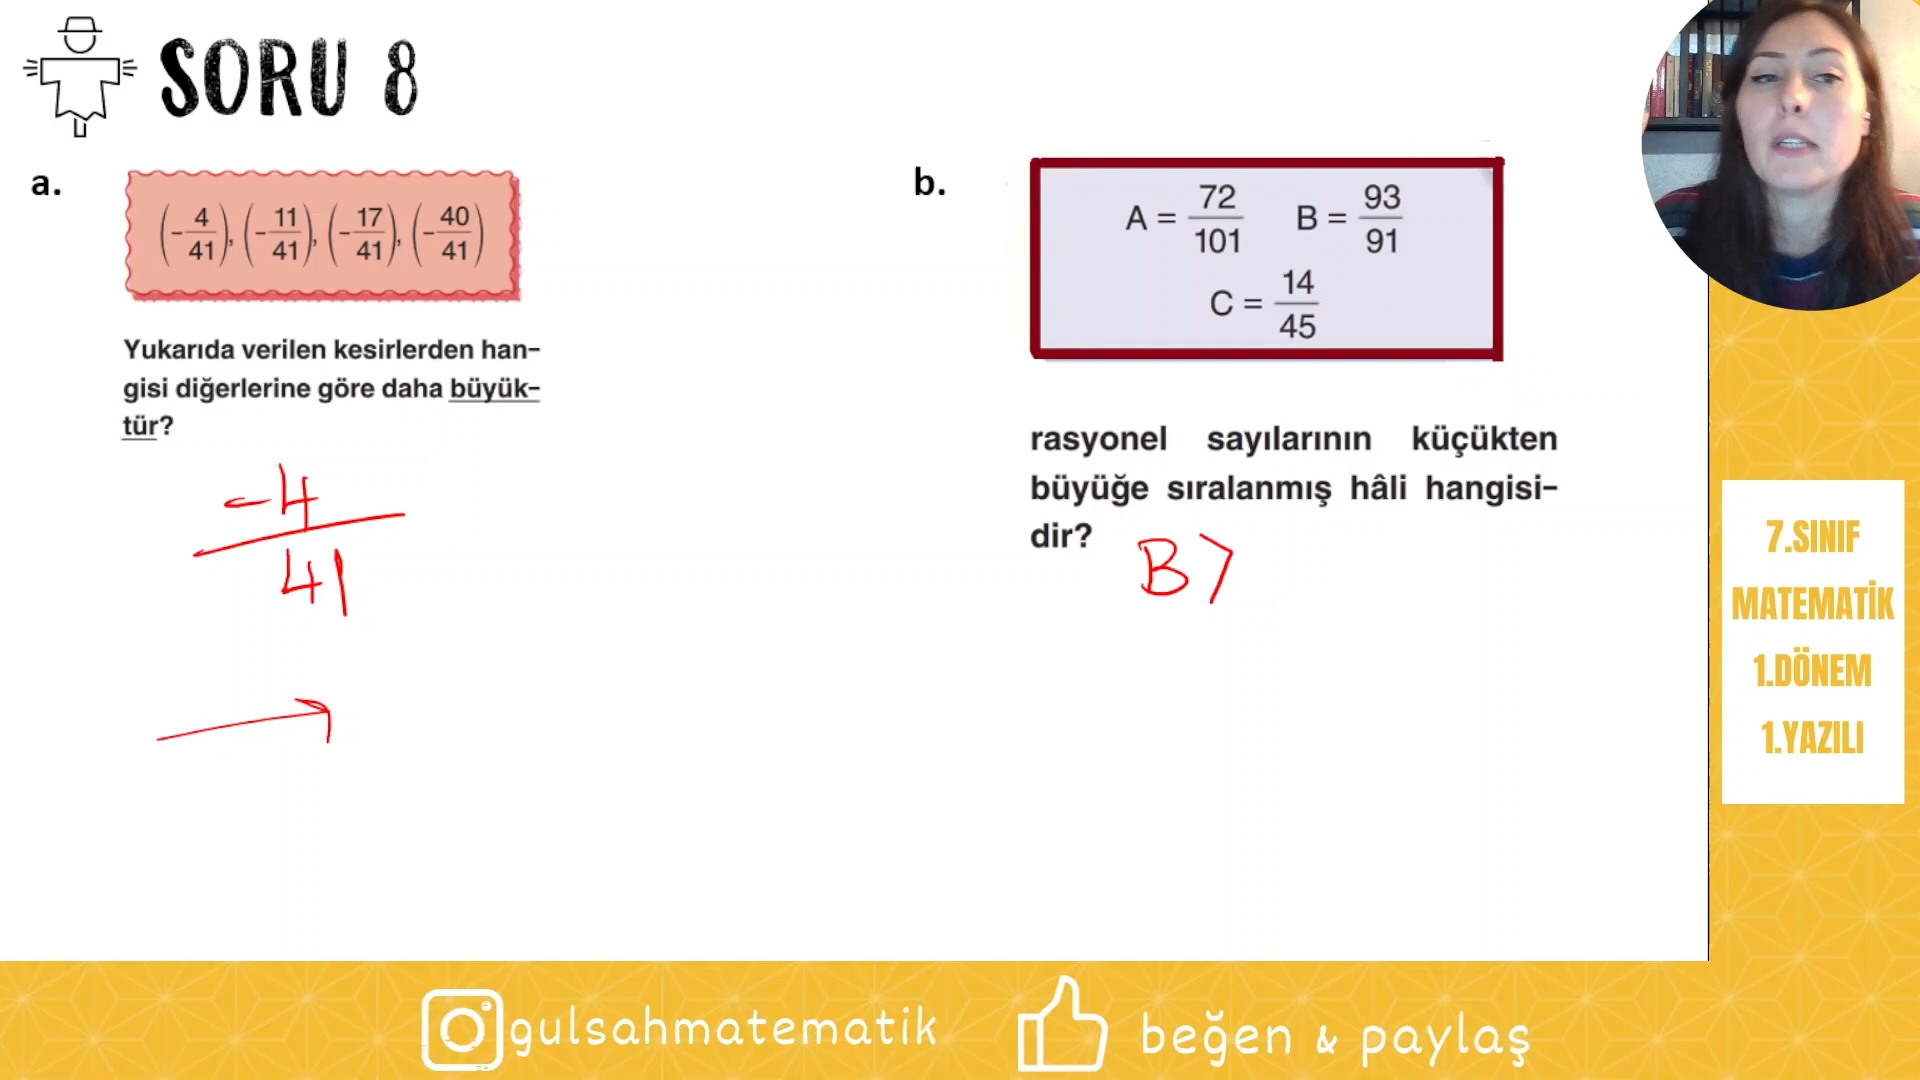 SORU 8
a.
(-4/41), (-11/41), (-17/41), (-40/41)
Yukarıda verilen kesirlerden han-
gisi diğerlerine göre daha büyük-
tür?
-4
41
b.
A = 72/101 B = 93/91
C = 14/45
rasyonel sayılarının küçükten
büyüğe sıralanmış hâli hangisi-
dir?
B >
7.SINIF
MATEMATİK
1.DÖNEM
1.YAZILI
gulsahmatematik
beğen & paylaş